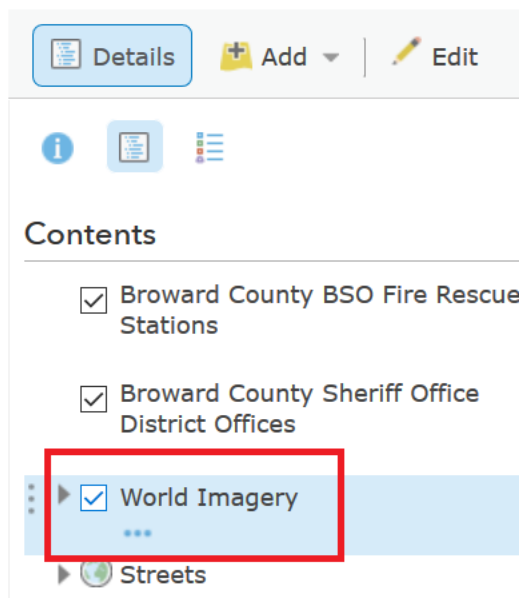 Details Add Edit
Contents
Broward County BSO Fire Rescue
Stations
Broward County Sheriff Office
District Offices
World Imagery
Streets